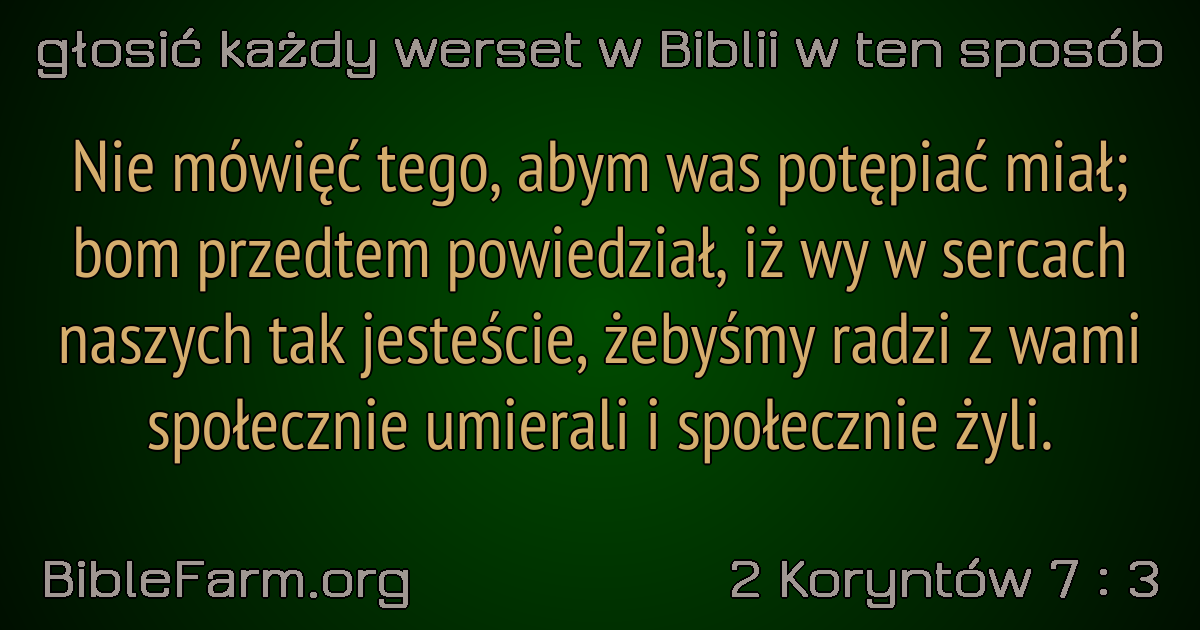 głosić każdy werset w Biblii w ten sposób
Nie mówięć tego, abym was potępiać miał;
bom przedtem powiedział, iż wy w sercach
naszych tak jesteście, żebyśmy radzi z wami
społecznie umierali i społecznie żyli.
BibleFarm.org
2 Koryntów 7 : 3